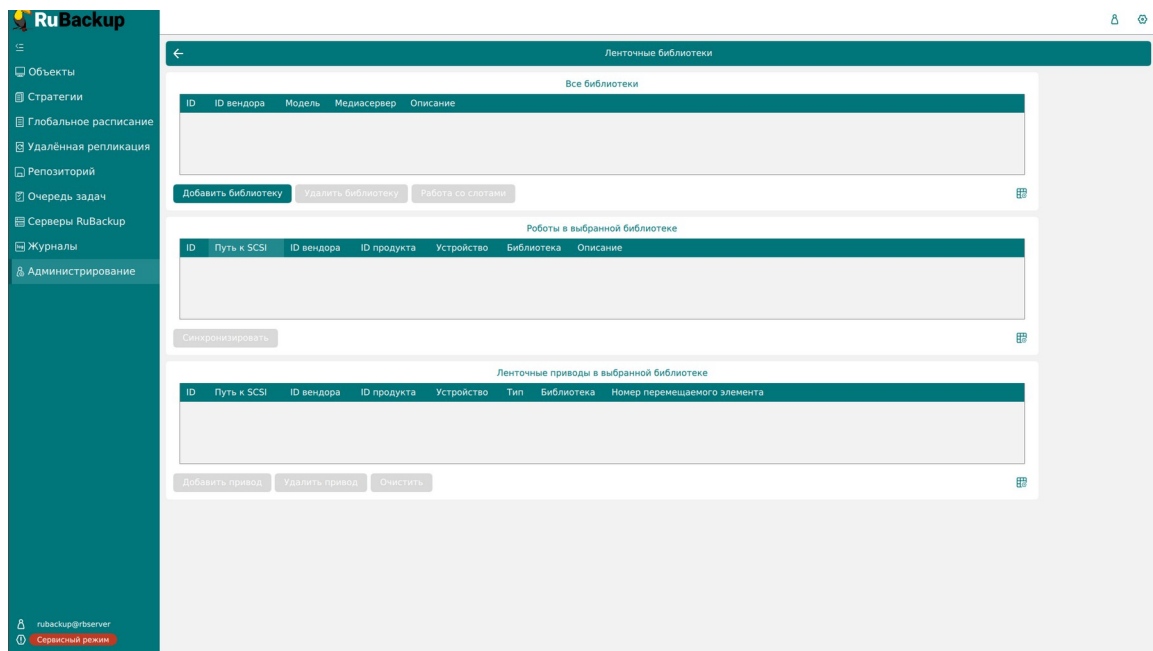 RuBackup
Ленточные библиотеки
Объекты
Стратегии
Глобальное расписание
Удалённая репликация
Репозиторий
Очередь задач
Серверы RuBackup
Журналы
Администрирование
Все библиотеки
ID ID вендора Модель Медиасервер Описание
Добавить библиотеку Удалить библиотеку Работа со слотами
Роботы в выбранной библиотеке
ID Путь к SCSI ID вендора ID продукта Устройство Библиотека Описание
Синхронизировать
Ленточные приводы в выбранной библиотеке
ID Путь к SCSI ID вендора ID продукта Устройство Тип Библиотека Номер перемещаемого элемента
Добавить привод Удалить привод Очистить
rubackup@rbserver
Сервисный режим